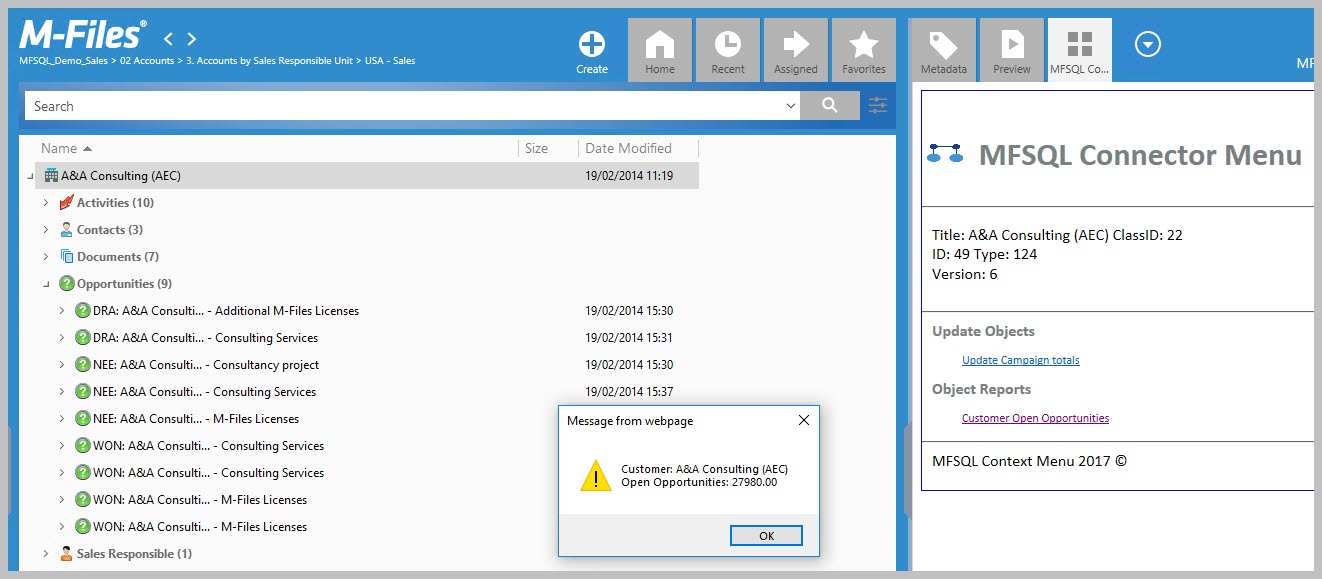 M-Files®
MFSQL_Demo_Sales > 02 Accounts > 3. Accounts by Sales Responsible Unit > USA - Sales
Create
Home
Recent
Assigned
Favorites
Metadata
Preview
MFSQL Co...
MF
Search
Name
Size
Date Modified
A&A Consulting (AEC) 19/02/2014 11:19
Activities (10)
Contacts (3)
Documents (7)
Opportunities (9)
DRA: A&A Consulti... - Additional M-Files Licenses 19/02/2014 15:30
DRA: A&A Consulti... - Consulting Services 19/02/2014 15:31
NEE: A&A Consulti... - Consultancy project 19/02/2014 15:30
NEE: A&A Consulti... - Consulting Services 19/02/2014 15:37
NEE: A&A Consulti... - M-Files Licenses
WON: A&A Consulti... - Consulting Services
WON: A&A Consulti... - Consulting Services
WON: A&A Consulti... - M-Files Licenses
WON: A&A Consulti... - M-Files Licenses
Sales Responsible (1)
Message from webpage
Customer: A&A Consulting (AEC)
Open Opportunities: 27980.00
OK
MFSQL Connector Menu
Title: A&A Consulting (AEC) ClassID: 22
ID: 49 Type: 124
Version: 6
Update Objects
Update Campaign totals
Object Reports
Customer Open Opportunities
MFSQL Context Menu 2017 ©